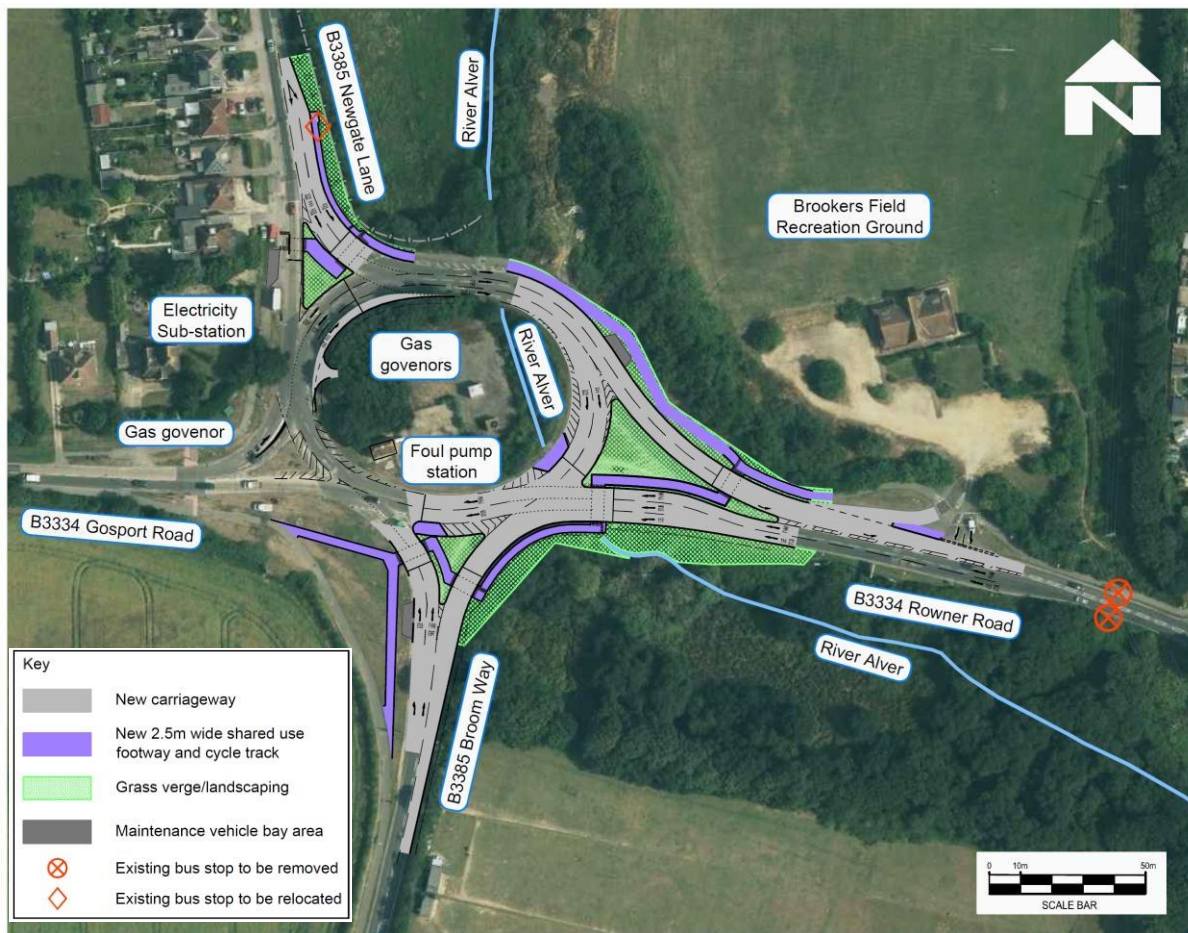 B3385 Newgate Lane
River Alver
N
Brookers Field
Recreation Ground
Electricity
Sub-station
Gas
govenors
River Alver
Gas govenor
Foul pump
station
B3334 Gosport Road
B3334 Rowner Road
River Alver
B3385 Broom Way
Key
New carriageway
New 2.5m wide shared use
footway and cycle track
Grass verge/landscaping
Maintenance vehicle bay area
Existing bus stop to be removed
Existing bus stop to be relocated
0 10m 50m
SCALE BAR